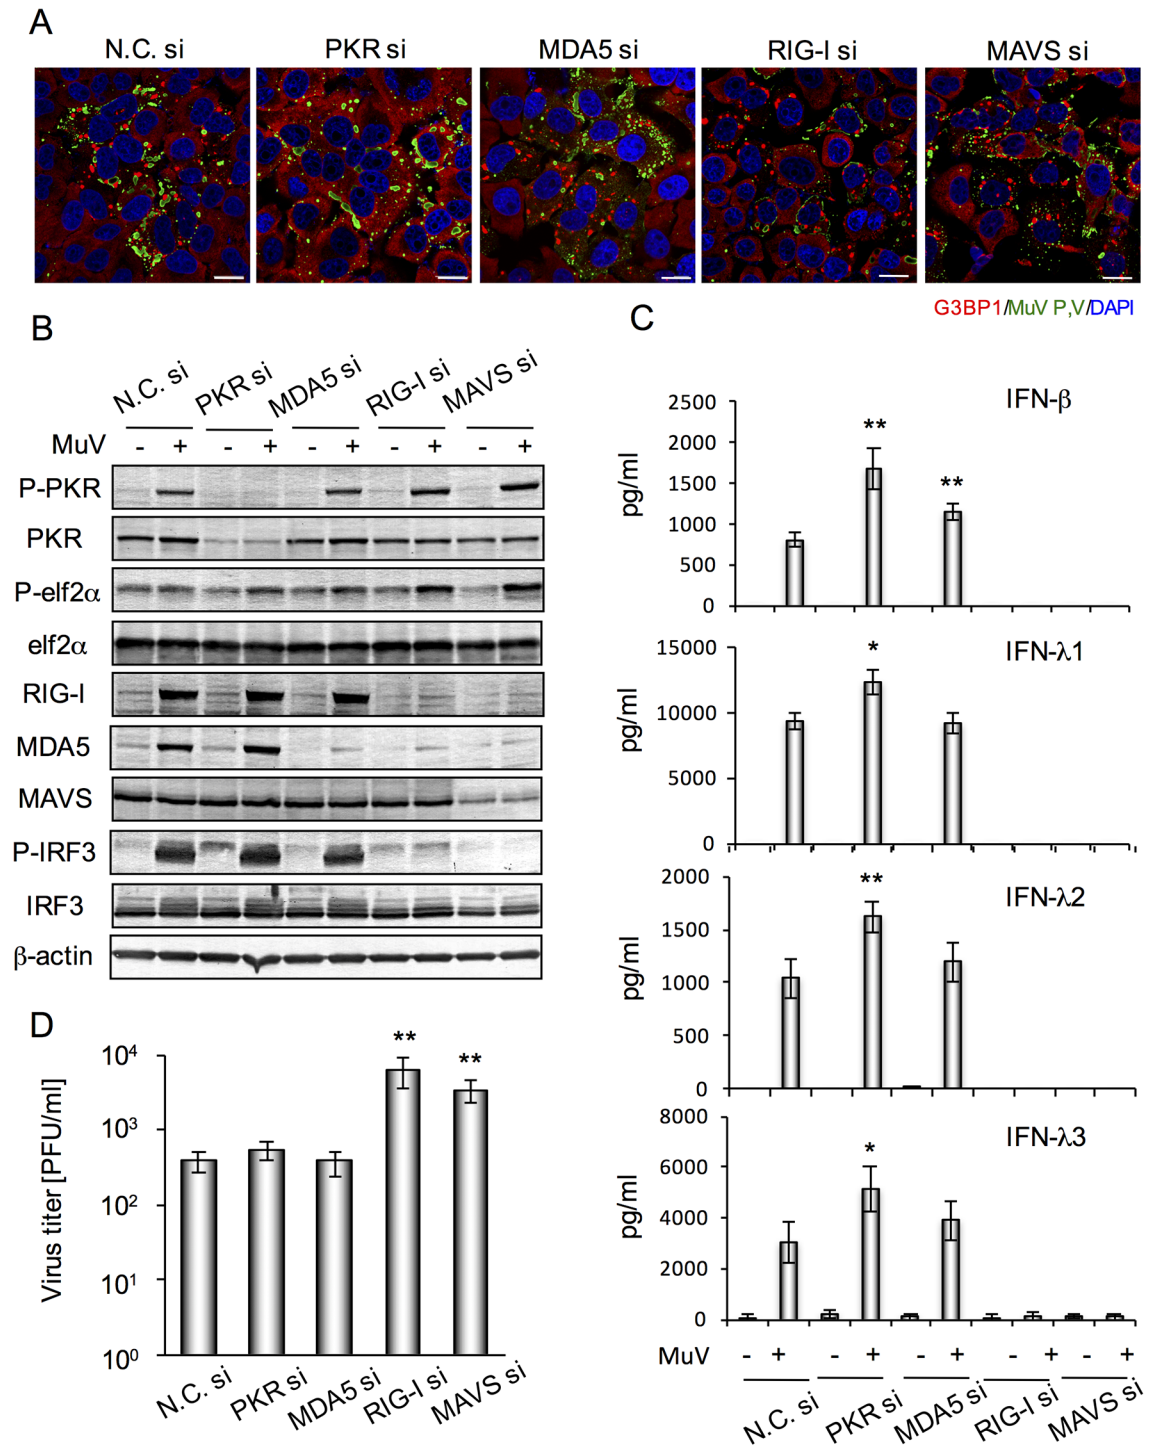 A
N.C. si PKR si MDA5 si RIG-I si MAVS si
G3BP1/MuV P,V/DAPI
B
N.C. si PKR si MDA5 si RIG-I si MAVS si
MuV - + - + - + - + - +
P-PKR
PKR
P-eIf2α
eIf2α
RIG-I
MDA5
MAVS
P-IRF3
IRF3
β-actin
C
IFN-β
pg/ml
2500
**
2000
**
1500
1000
500
0
IFN-λ1
pg/ml
15000
*
10000
5000
0
IFN-λ2
pg/ml
2000
**
1500
1000
500
0
IFN-λ3
pg/ml
8000
*
6000
4000
2000
0
MuV - + - + - + - + - +
N.C. si PKR si MDA5 si RIG-I si MAVS si
D
Virus titer [PFU/ml]
**
**
10⁴
10³
10²
10¹
10⁰
N.C. si PKR si MDA5 si RIG-I si MAVS si